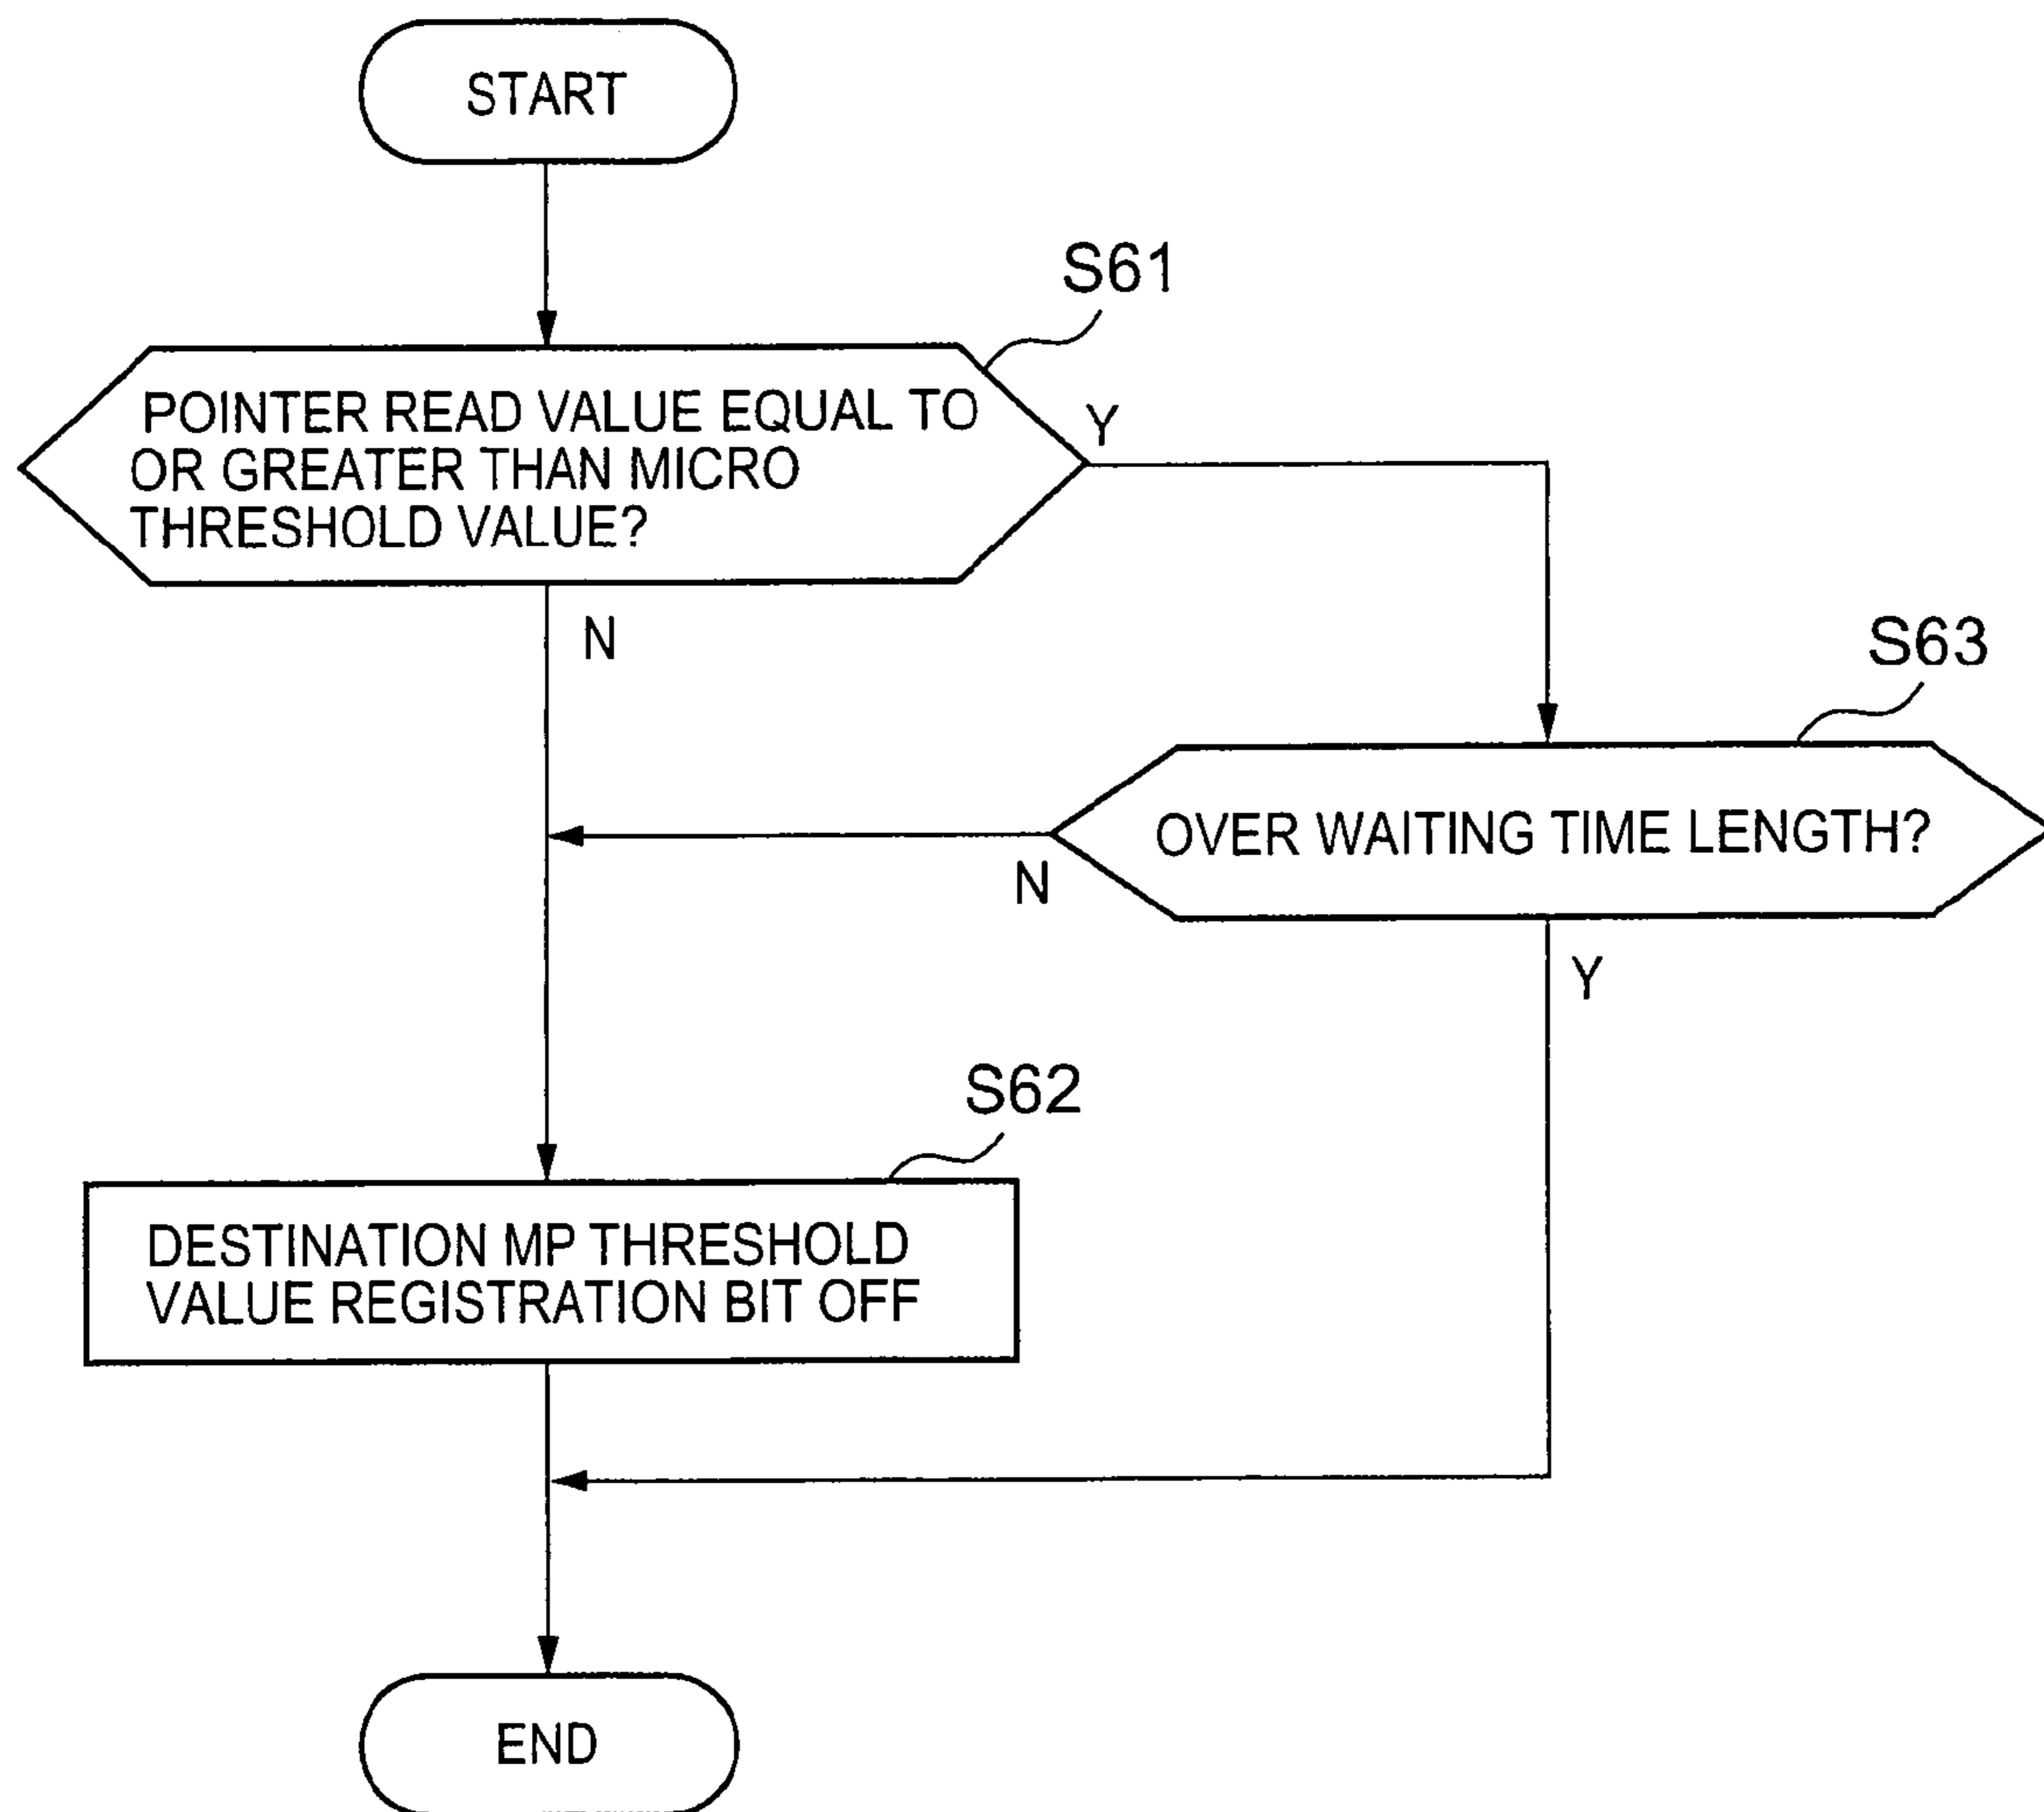 START
S61
POINTER READ VALUE EQUAL TO
OR GREATER THAN MICRO
THRESHOLD VALUE?
Y
N
S63
OVER WAITING TIME LENGTH?
N
Y
S62
DESTINATION MP THRESHOLD
VALUE REGISTRATION BIT OFF
END